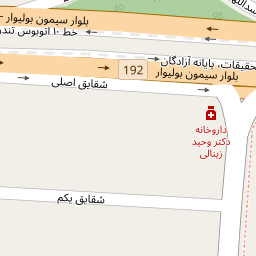 بلوار سیمون بولیوار -
خط ۱۰ اتوبوس تندر
تحقیقات، پایانه آزادگان
بلوار سیمون بولیوار
192
شقایق اصلی
داروخانه
دکتر وحید
زینالی
شقایق یکم